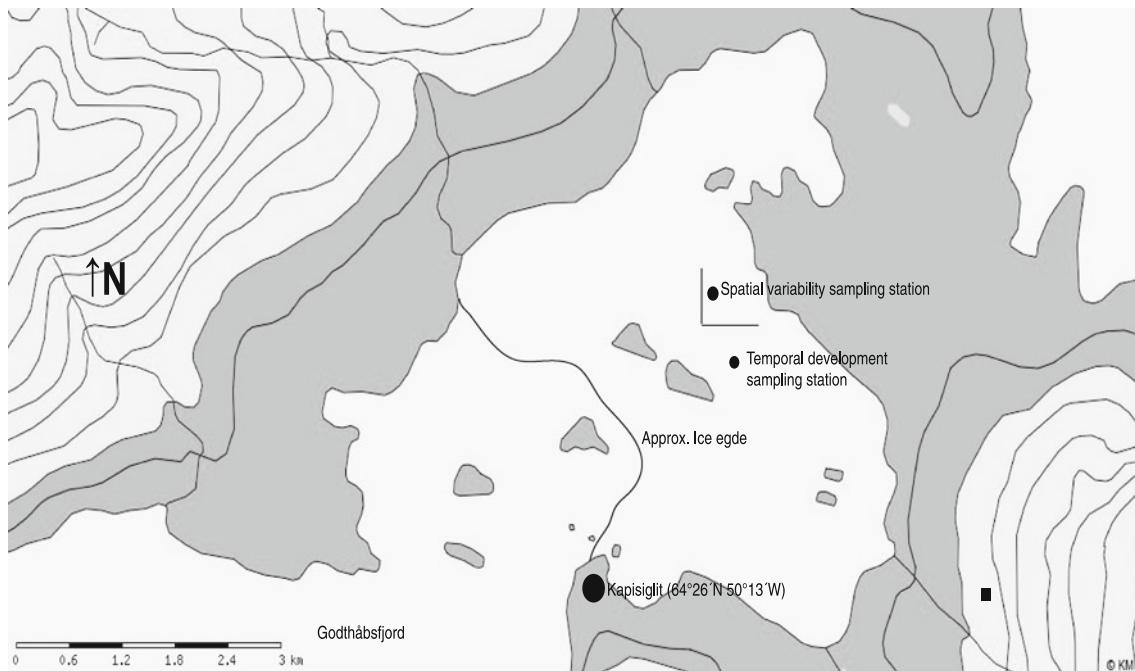 ↑N
Spatial variability sampling station
Temporal development
sampling station
Approx. Ice egde
Kapisiglit (64°26´N 50°13´W)
Godthåbsfjord
0 0.6 1.2 1.8 2.4 3 km
© KM